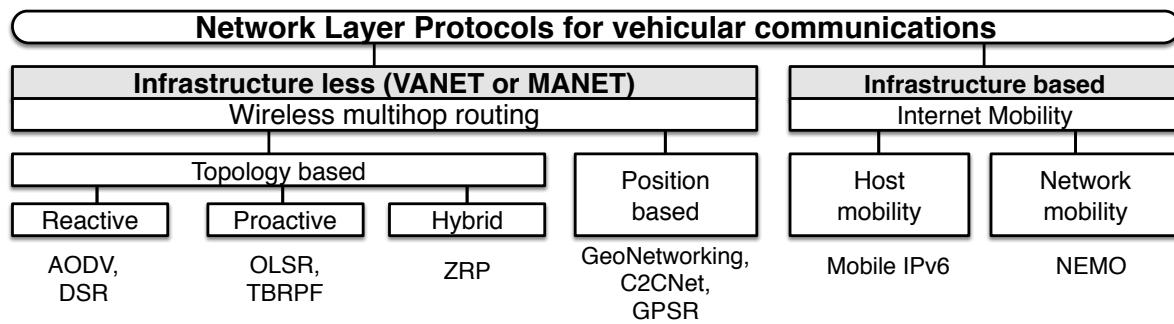 Network Layer Protocols for vehicular communications
Infrastructure less (VANET or MANET)
Wireless multihop routing
Infrastructure based
Internet Mobility
Topology based
Reactive
Proactive
Hybrid
Position
based
Host
mobility
Network
mobility
AODV,
DSR
OLSR,
TBRPF
ZRP
GeoNetworking,
C2CNet,
GPSR
Mobile IPv6
NEMO